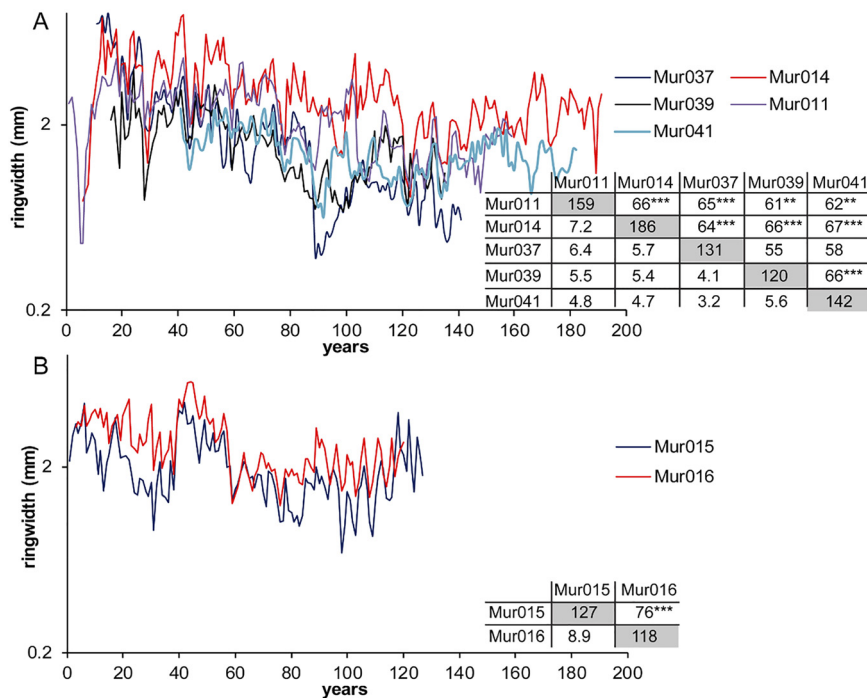 A
ringwidth (mm)
2
0.2
0 20 40 60 80 100 120 140 160 180 200
years
Mur037 Mur014
Mur039 Mur011
Mur041
Mur011 Mur014 Mur037 Mur039 Mur041
Mur011 159 66*** 65*** 61** 62**
Mur014 7.2 186 64*** 66*** 67***
Mur037 6.4 5.7 131 55 58
Mur039 5.5 5.4 4.1 120 66***
Mur041 4.8 4.7 3.2 5.6 142
B
ringwidth (mm)
2
0.2
0 20 40 60 80 100 120 140 160 180 200
years
Mur015
Mur016
Mur015 Mur016
Mur015 127 76***
Mur016 8.9 118